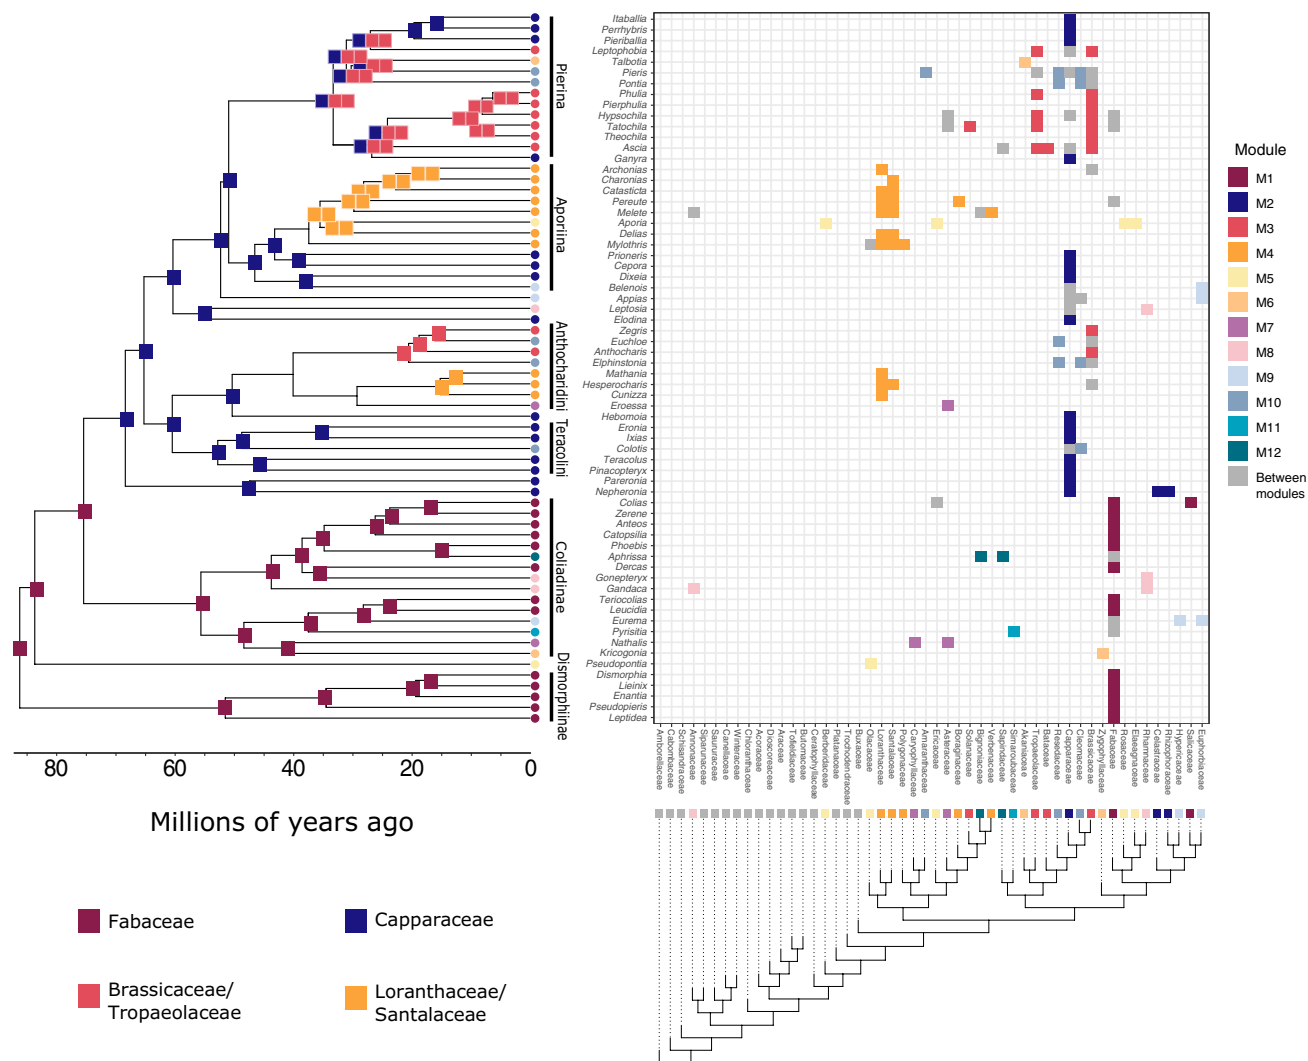 Pierina
Aporiina
Anthocharidini
Teracolini
Coliadinae
Dismorphiinae
80
60
40
20
0
Millions of years ago
Fabaceae
Capparaceae
Brassicaceae/
Tropaeolaceae
Loranthaceae/
Santalaceae
Itaballia
Perrhybris
Pieriballia
Leptophobia
Talbotia
Pieris
Pontia
Phulia
Pierphulia
Hypsochila
Tatochila
Theochila
Ascia
Ganyra
Archonias
Charonias
Catasticta
Pereute
Melete
Aporia
Delias
Mylothris
Prioneris
Cepora
Dixeia
Belenois
Appias
Leptosia
Elodina
Zegris
Euchloe
Anthocharis
Elphinstonia
Mathania
Hesperocharis
Cunizza
Eroessa
Hebomoia
Eronia
Ixias
Colotis
Teracolus
Pinacopteryx
Pareronia
Nepheronia
Colias
Zerene
Anteos
Catopsilia
Phoebis
Aphrissa
Dercas
Gonepteryx
Gandaca
Teriocolias
Leucidia
Eurema
Pyrisitia
Nathalis
Kricogonia
Pseudopontia
Dismorphia
Lieinix
Enantia
Pseudopieris
Leptidea
Amborellaceae
Cabombaceae
Schisandraceae
Annonaceae
Siparunaceae
Saururaceae
Canellaceae
Winteraceae
Chloranthaceae
Acoraceae
Dioscoreaceae
Araceae
Tofieldiaceae
Butomaceae
Ceratophyllaceae
Berberidaceae
Platanaceae
Trochodendraceae
Buxaceae
Olacaceae
Loranthaceae
Santalaceae
Polygonaceae
Caryophyllaceae
Amaranthaceae
Ericaceae
Asteraceae
Boraginaceae
Solanaceae
Bignoniaceae
Verbenaceae
Sapindaceae
Simaroubaceae
Akaniaceae
Tropaeolaceae
Bataceae
Resedaceae
Capparaceae
Cleomaceae
Brassicaceae
Zygophyllaceae
Fabaceae
Rosaceae
Elaeagnaceae
Rhamnaceae
Celastraceae
Rhizophoraceae
Hypericaceae
Salicaceae
Euphorbiaceae
Module
M1
M2
M3
M4
M5
M6
M7
M8
M9
M10
M11
M12
Between
modules